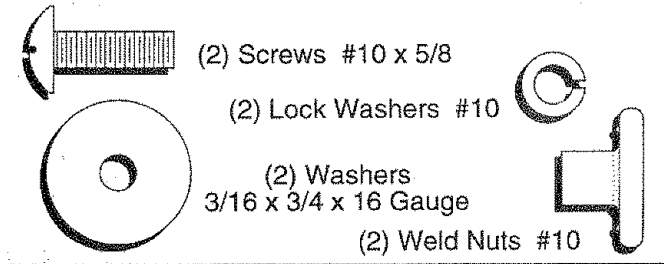 (2) Screws #10 x 5/8
(2) Lock Washers #10
(2) Washers
3/16 x 3/4 x 16 Gauge
(2) Weld Nuts #10